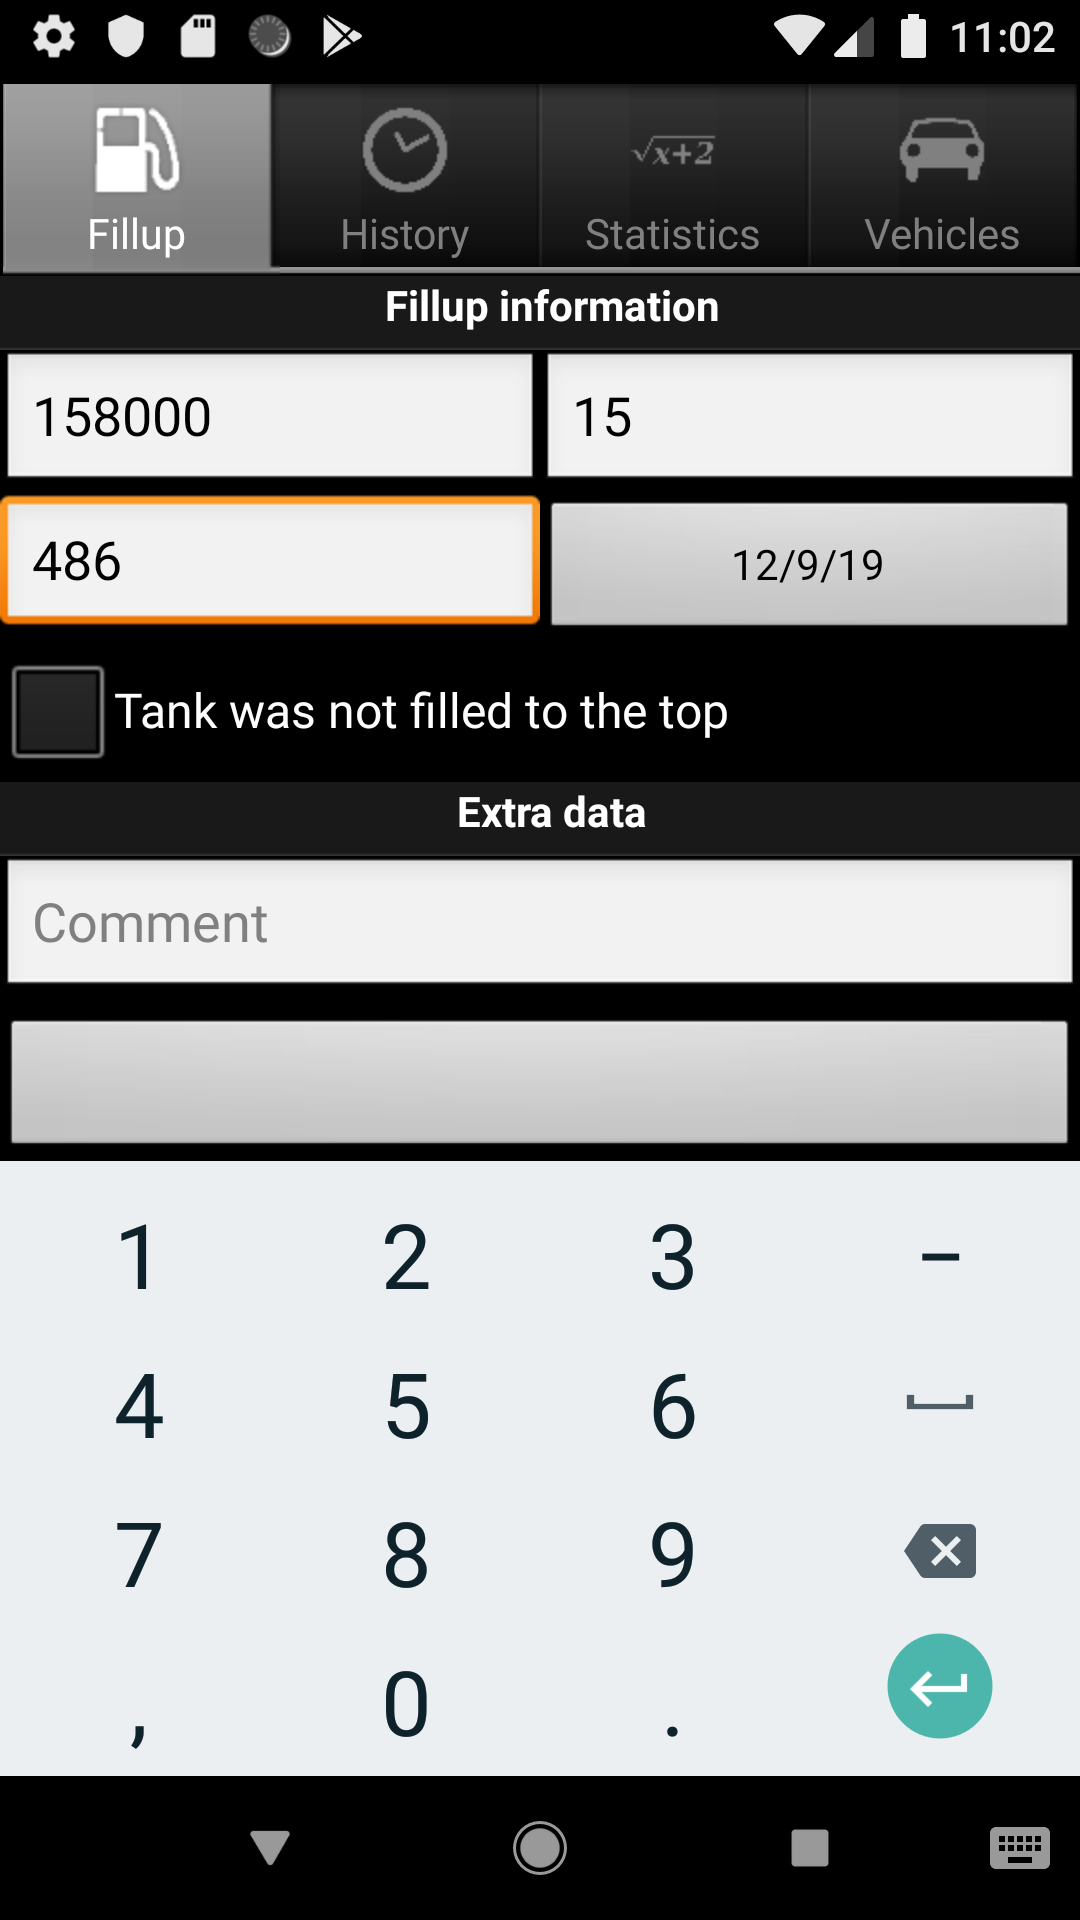 11:02
√x+2
Fillup History Statistics Vehicles
Fillup information
158000 15
486 12/9/19
Tank was not filled to the top
Extra data
Comment
1 2 3 –
4 5 6
7 8 9
, 0 .